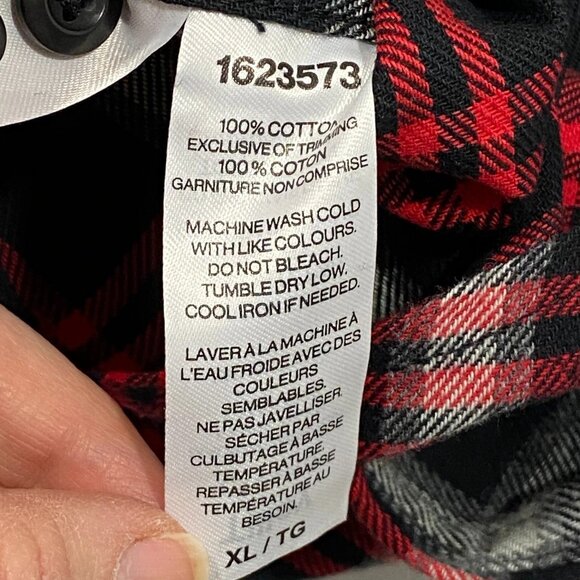 1623573
100% COTTON
EXCLUSIVE OF TRIMMING
100% COTON
GARNITURE NON COMPRISE
MACHINE WASH COLD
WITH LIKE COLOURS.
DO NOT BLEACH.
TUMBLE DRY LOW.
COOL IRON IF NEEDED.
LAVER À LA MACHINE À
L'EAU FROIDE AVEC DES
COULEURS
SEMBLABLES.
NE PAS JAVELLISER.
SÉCHER PAR
CULBUTAGE À BASSE
TEMPÉRATURE.
REPASSER À BASSE
TEMPÉRATURE AU
BESOIN.
XL / TG